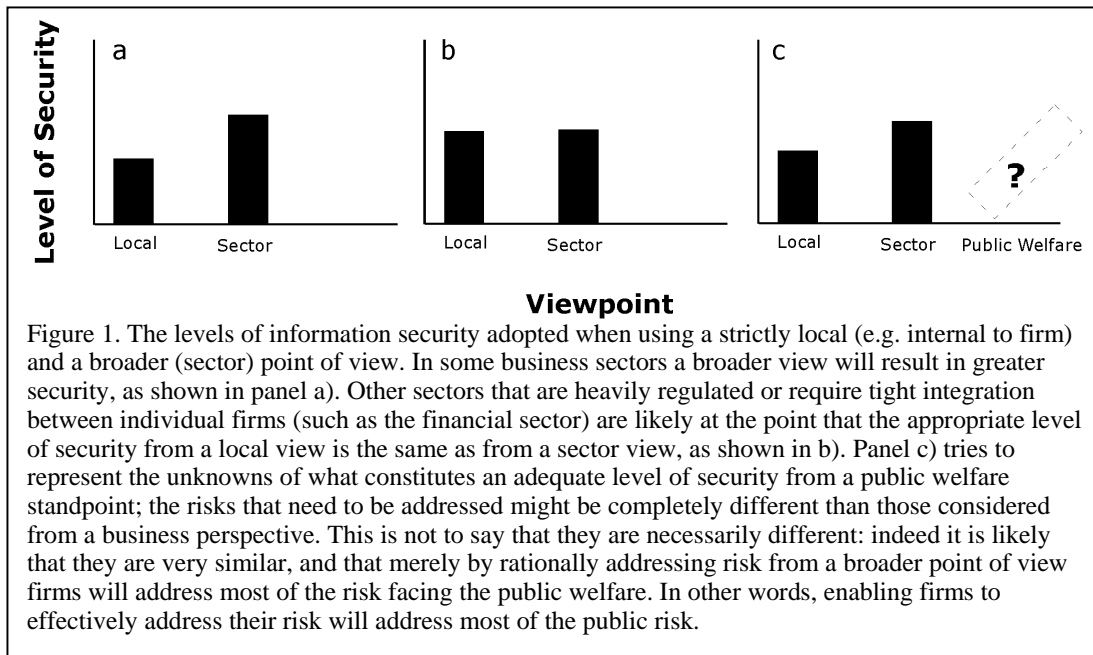 Level of Security
a
b
c
?
Local
Sector
Local
Sector
Local
Sector
Public Welfare
Viewpoint
Figure 1. The levels of information security adopted when using a strictly local (e.g. internal to firm)
and a broader (sector) point of view. In some business sectors a broader view will result in greater
security, as shown in panel a). Other sectors that are heavily regulated or require tight integration
between individual firms (such as the financial sector) are likely at the point that the appropriate level
of security from a local view is the same as from a sector view, as shown in b). Panel c) tries to
represent the unknowns of what constitutes an adequate level of security from a public welfare
standpoint; the risks that need to be addressed might be completely different than those considered
from a business perspective. This is not to say that they are necessarily different: indeed it is likely
that they are very similar, and that merely by rationally addressing risk from a broader point of view
firms will address most of the risk facing the public welfare. In other words, enabling firms to
effectively address their risk will address most of the public risk.